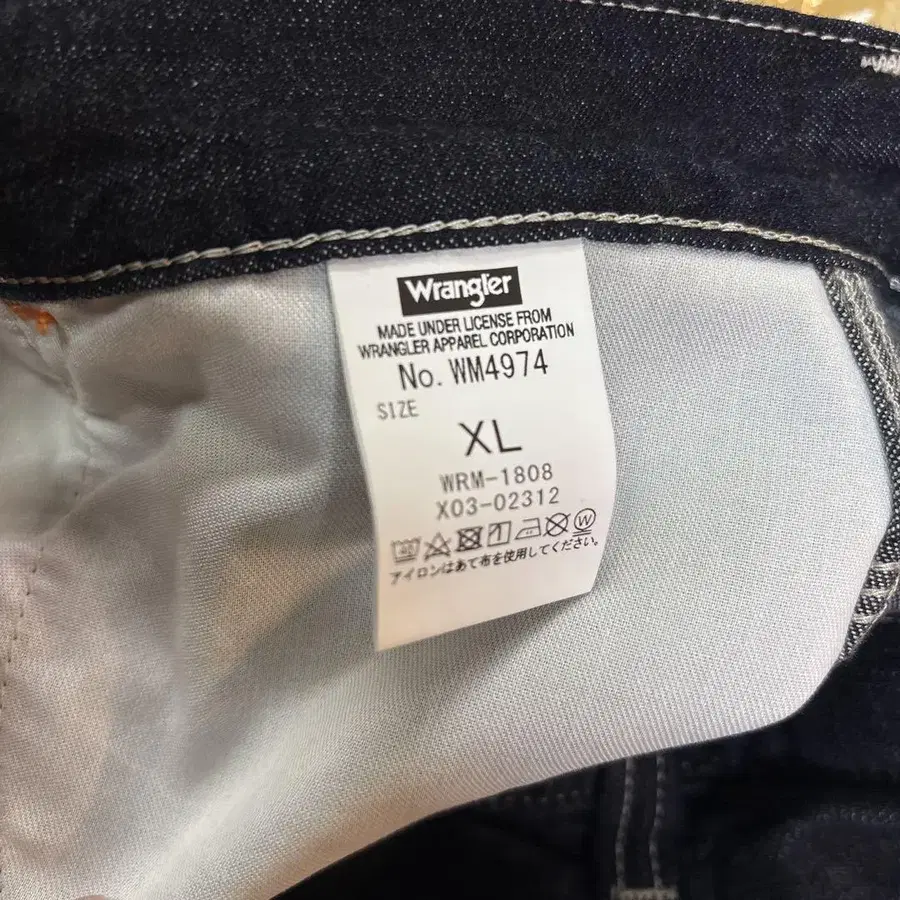 Wrangler
MADE UNDER LICENSE FROM
WRANGLER APPAREL CORPORATION
No. WM4974
SIZE
XL
WRM-1808
X03-02312
40 W
アイロンはあて布を使用してください。